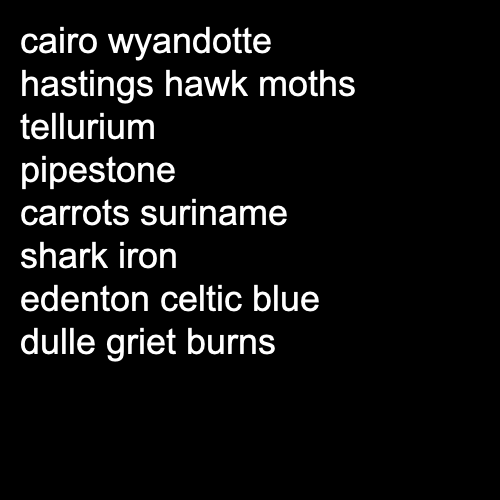 cairo wyandotte
hastings hawk moths
tellurium
pipestone
carrots suriname
shark iron
edenton celtic blue
dulle griet burns